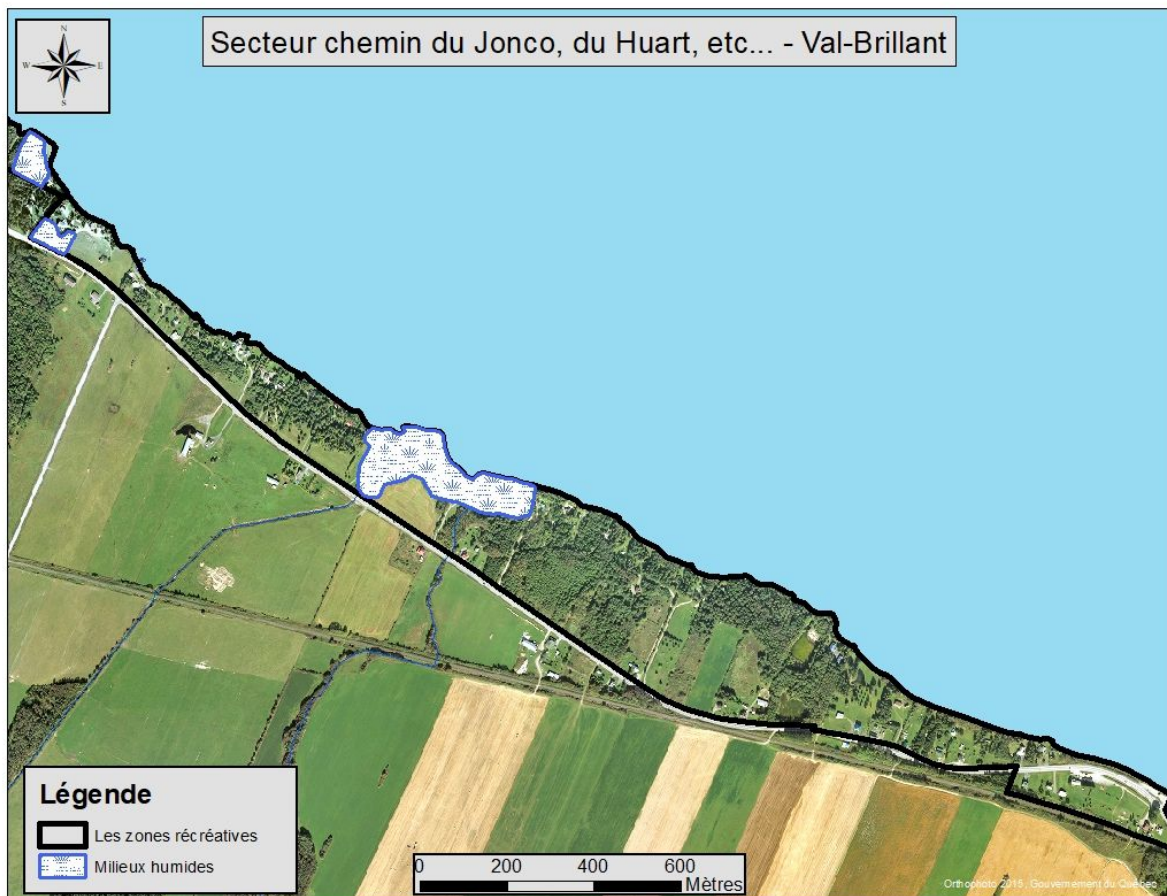 Secteur chemin du Jonco, du Huart, etc... - Val-Brillant
N
W E
S
Légende
Les zones récréatives
Milieux humides
0 200 400 600
Mètres
Orthophoto 2015, Gouvernement du Québec